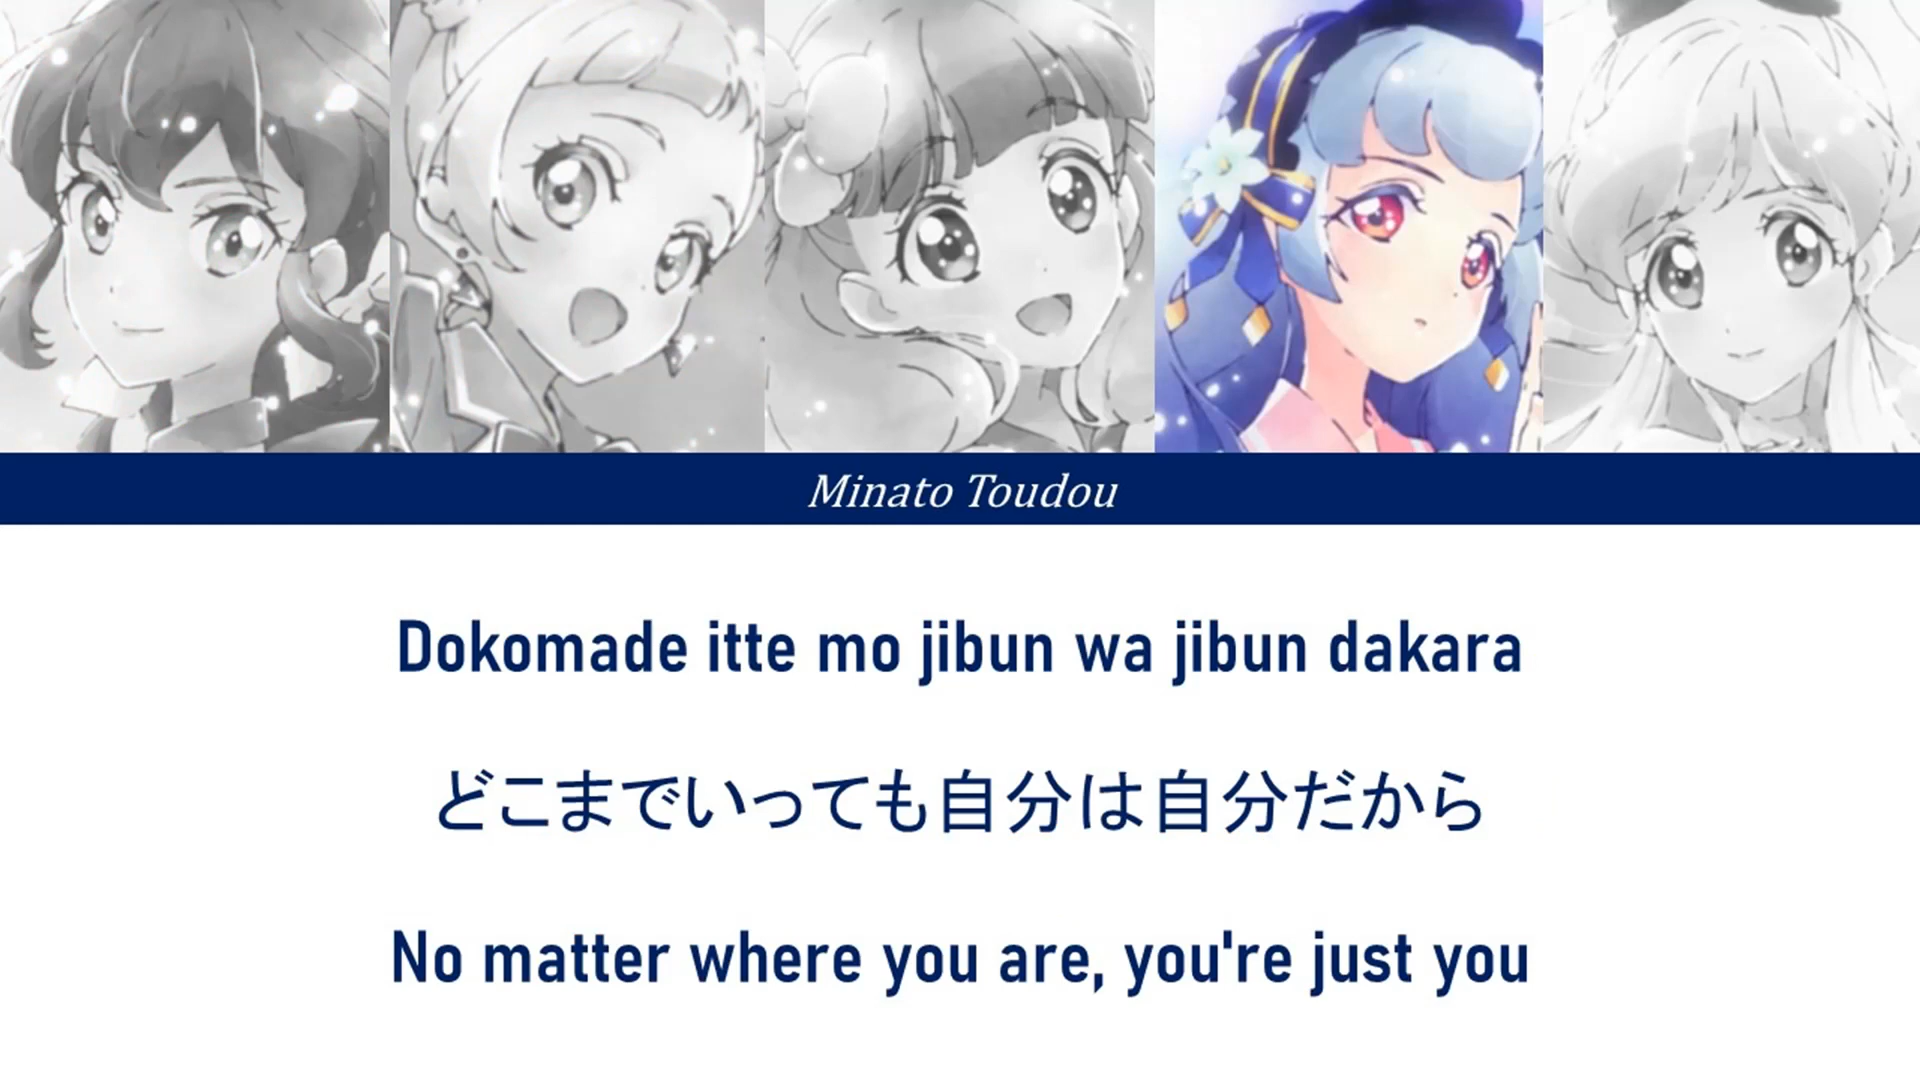 Minato Toudou
Dokomade itte mo jibun wa jibun dakara
どこまでいっても自分は自分だから
No matter where you are, you're just you